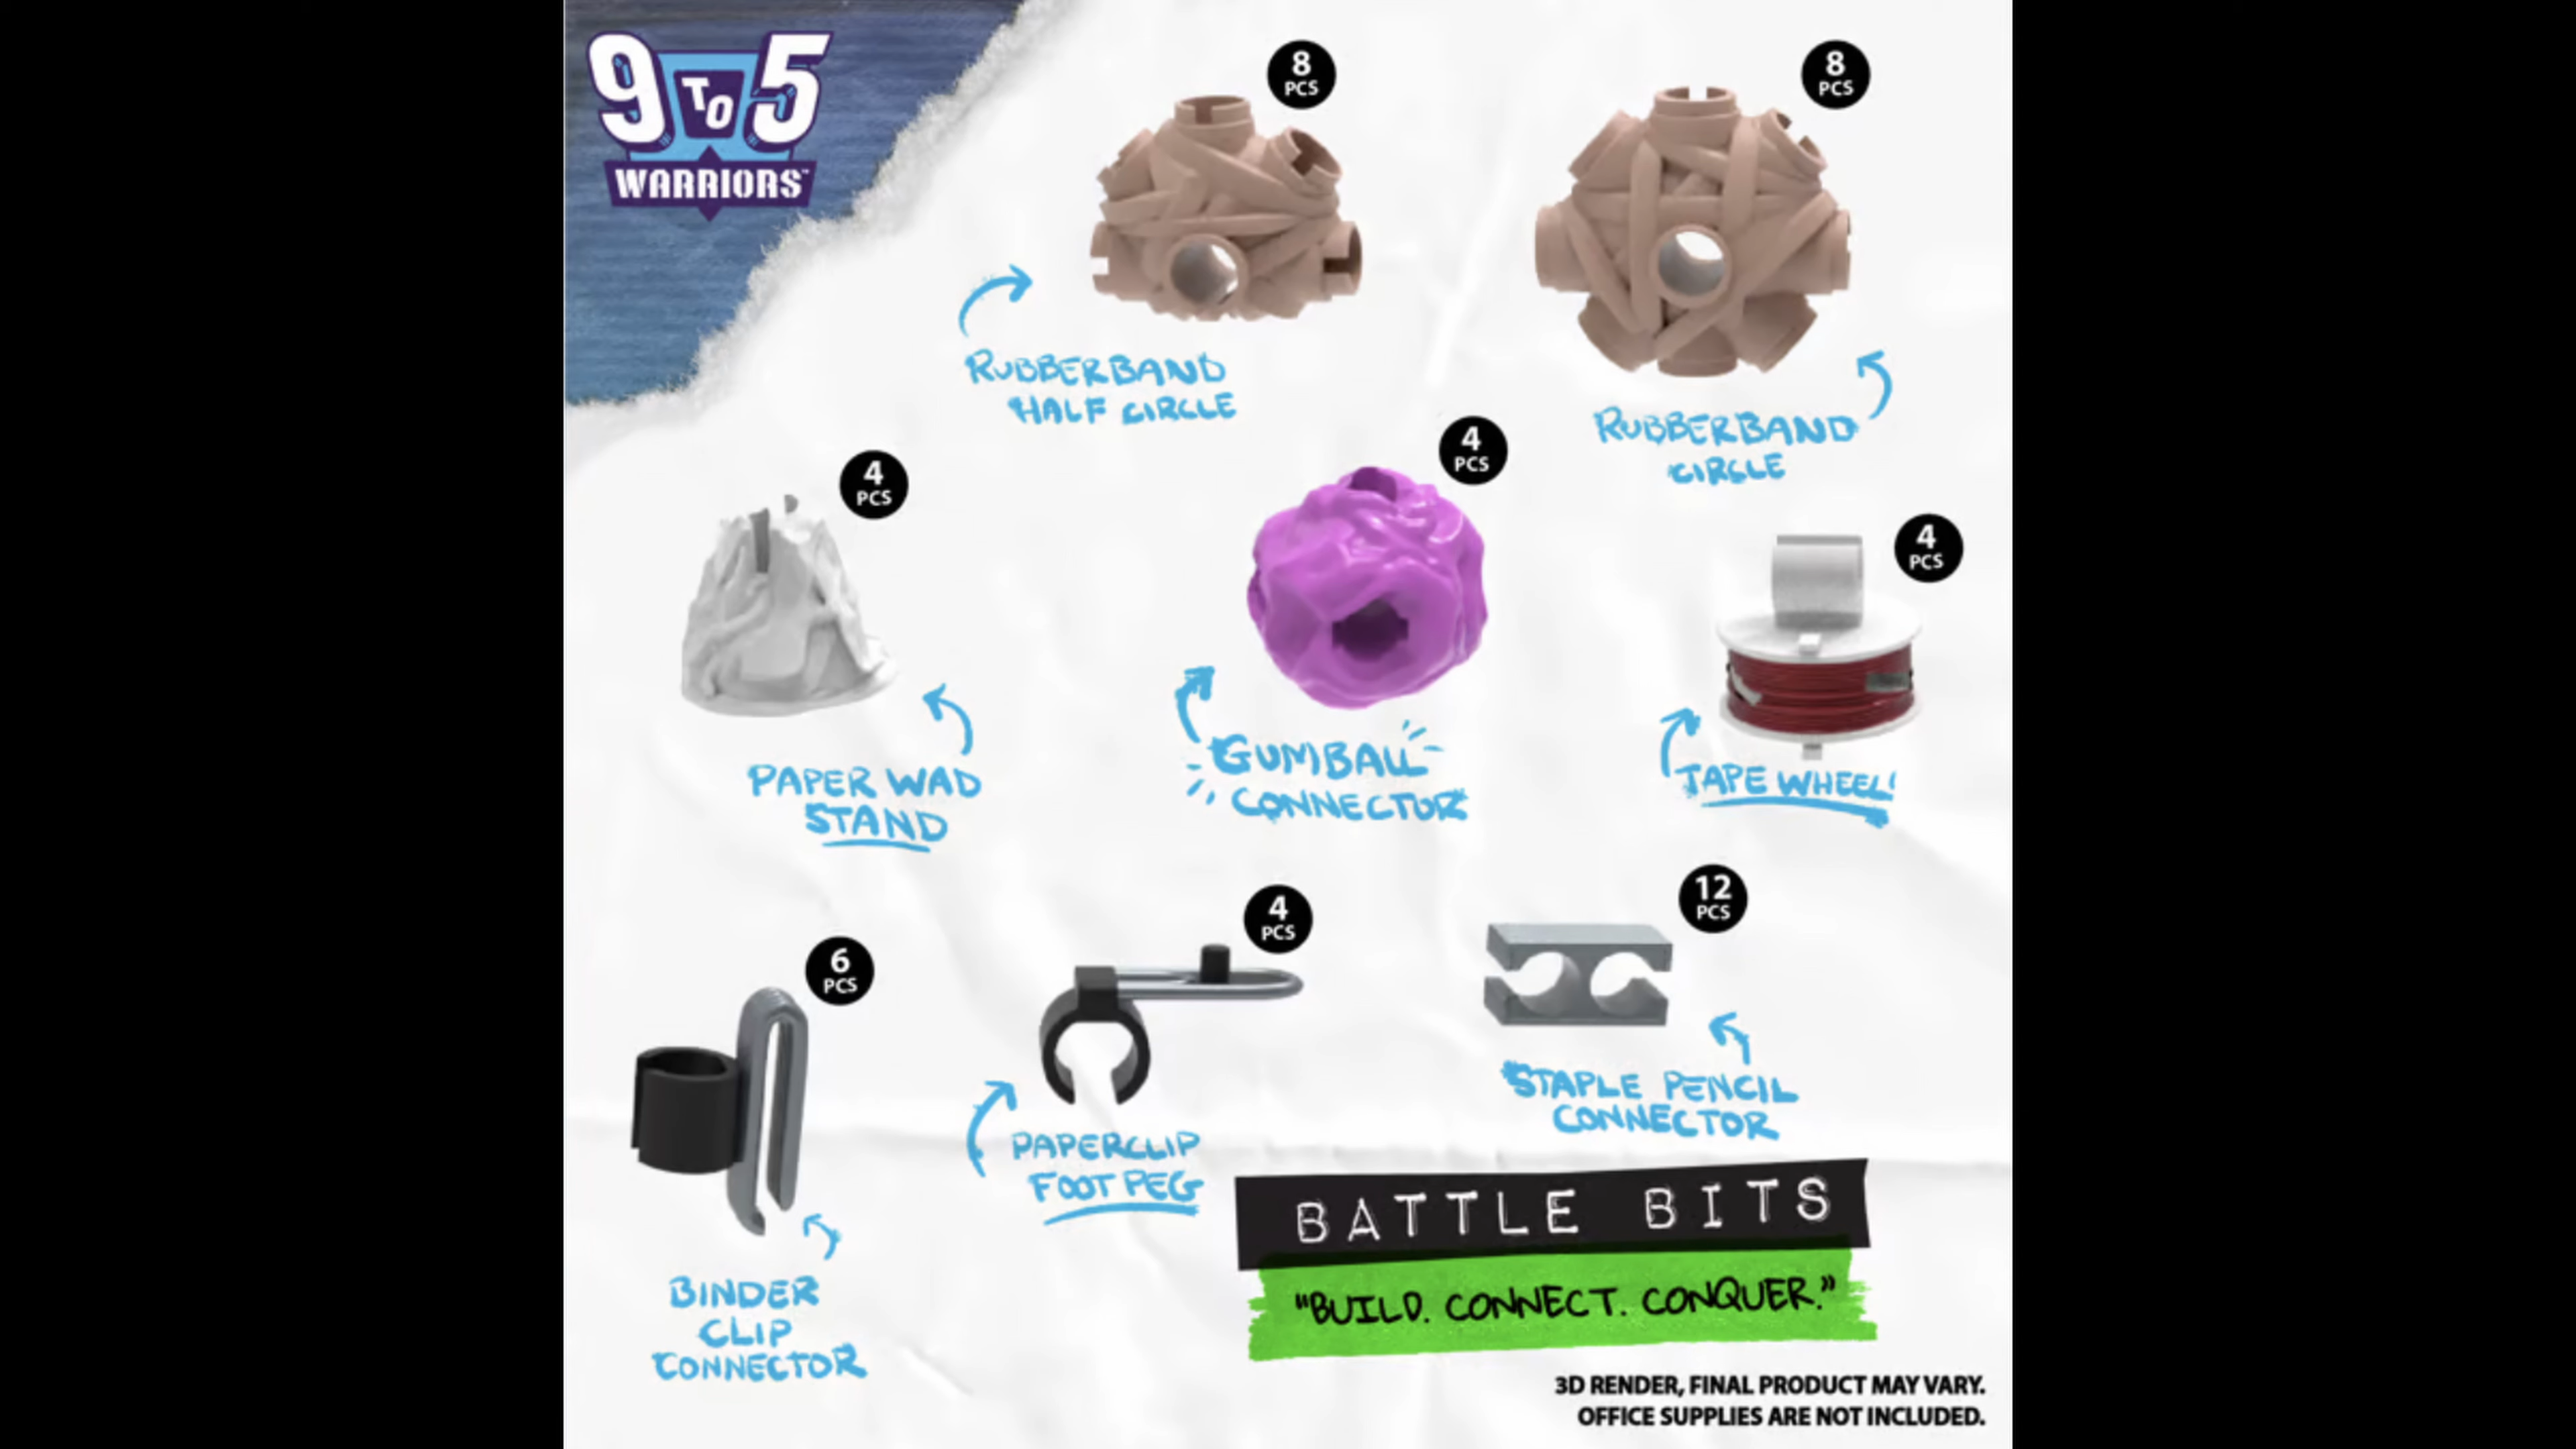 9 TO 5
WARRIORS™
8
PCS
8
PCS
RUBBERBAND
HALF CIRCLE
RUBBERBAND
CIRCLE
4
PCS
4
PCS
4
PCS
PAPER WAD
STAND
GUMBALL
CONNECTOR
TAPE WHEEL!
6
PCS
4
PCS
12
PCS
BINDER
CLIP
CONNECTOR
PAPERCLIP
FOOT PEG
STAPLE PENCIL
CONNECTOR
BATTLE BITS
"BUILD. CONNECT. CONQUER."
3D RENDER, FINAL PRODUCT MAY VARY.
OFFICE SUPPLIES ARE NOT INCLUDED.